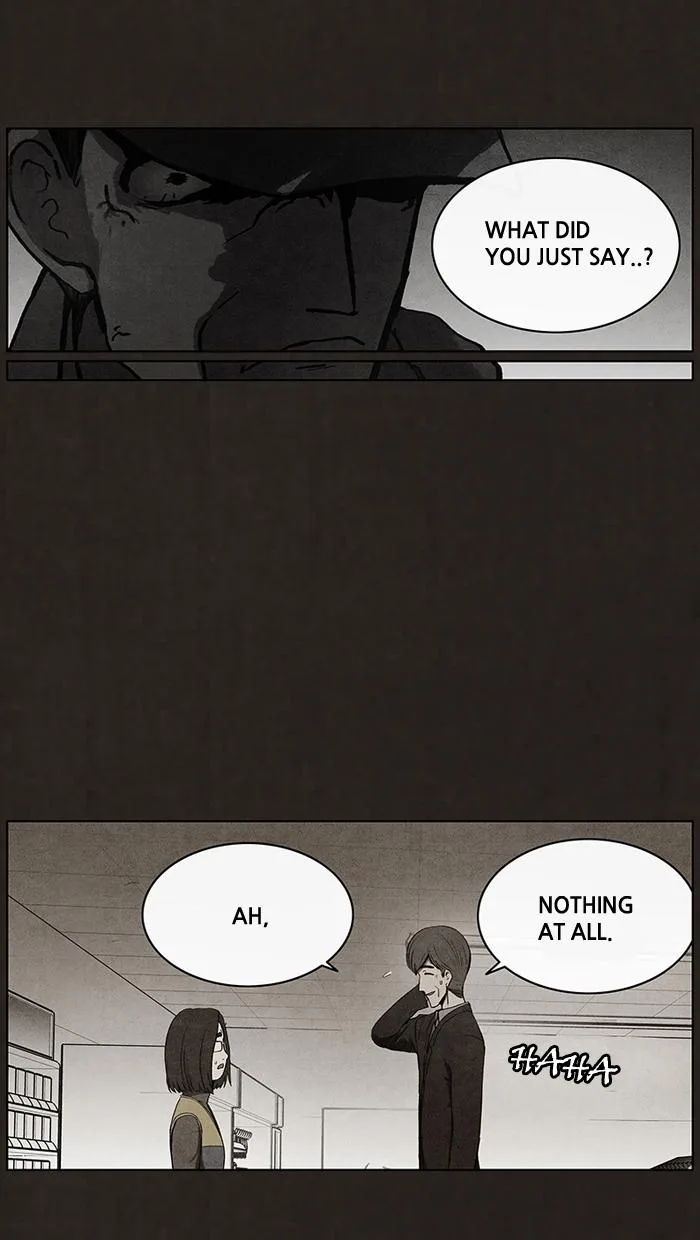 WHAT DID
YOU JUST SAY..?
AH,
NOTHING
AT ALL.
HAHA